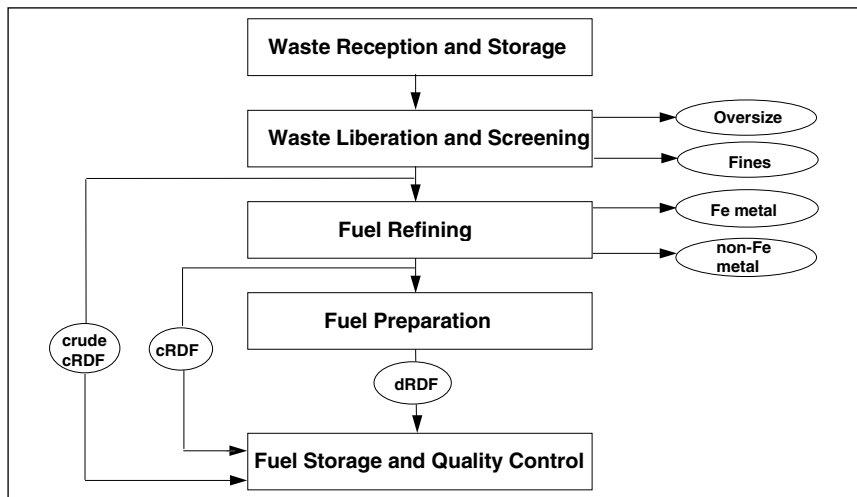 Waste Reception and Storage
Waste Liberation and Screening
Oversize
Fines
Fuel Refining
Fe metal
non-Fe
metal
Fuel Preparation
crude
cRDF
cRDF
dRDF
Fuel Storage and Quality Control